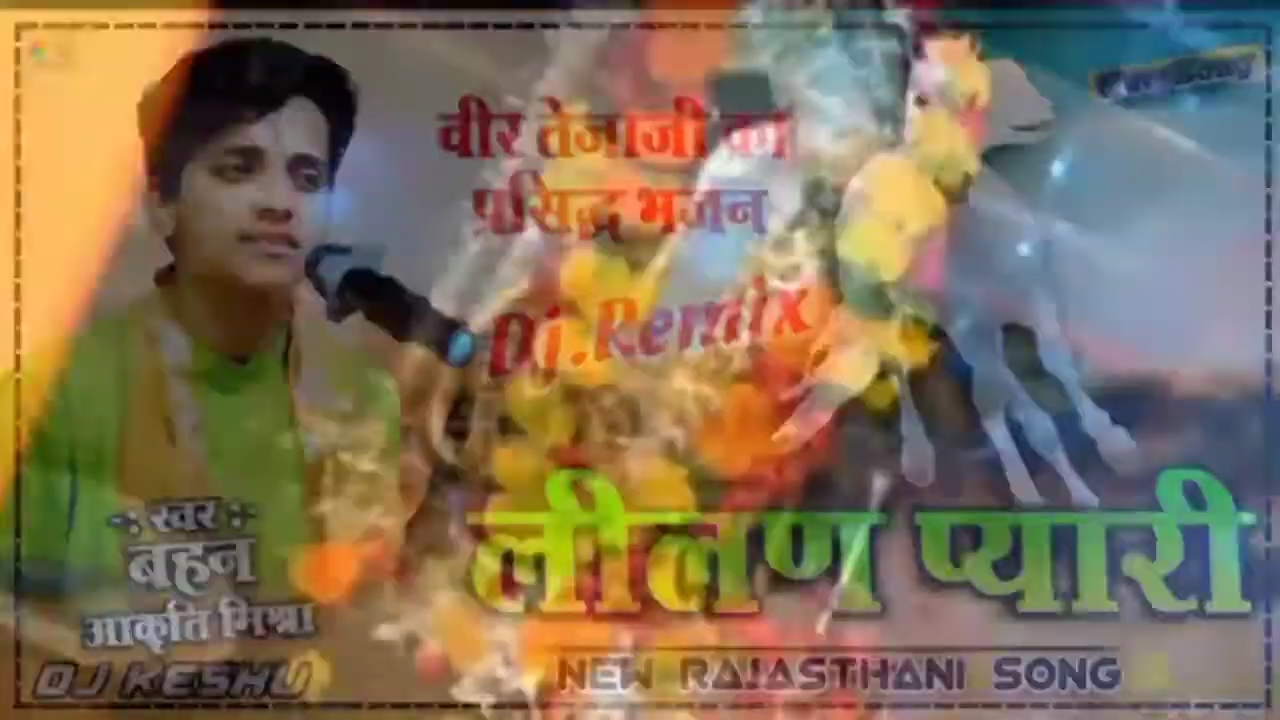 वीर तेजाजी का
प्रसिद्ध भजन
Dj.Remix
लीलण प्यारी
-: स्वर :-
बहन
आकृति मिश्रा
DJ KESHU
NEW RAJASTHANI SONG